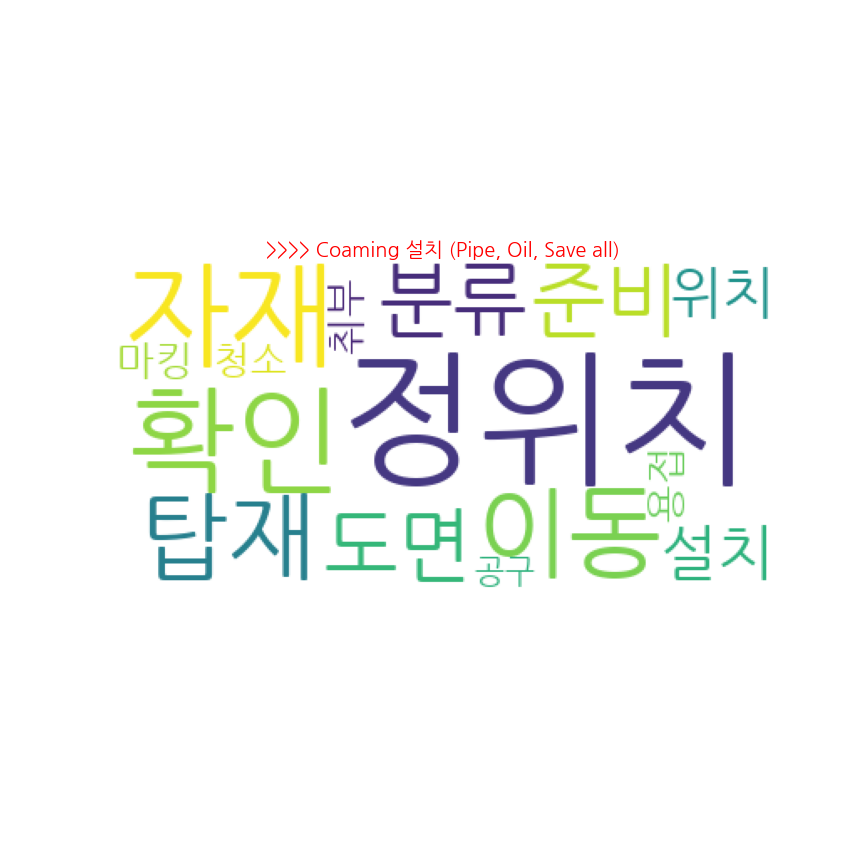 >>>> Coaming 설치 (Pipe, Oil, Save all)
자재
취부
분류
준비
위치
마킹
청소
확인
정위치
용접
탑재
도면
이동
공구
설치